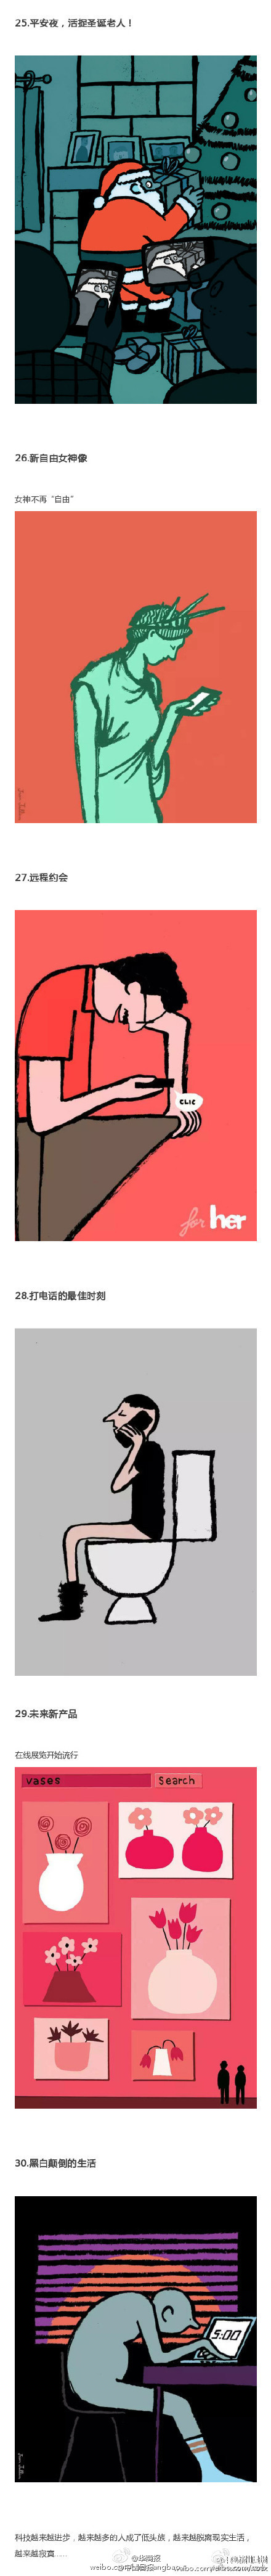 25.平安夜，活捉圣诞老人！
26.新自由女神像
女神不再“自由”
27.远程约会
CLIC
for her
28.打电话的最佳时刻
29.未来新产品
在线展览开始流行
vases
Search
30.黑白颠倒的生活
5:00
科技越来越进步，越来越多的人成了低头族，越来越脱离现实生活，
越来越寂寞……
@华商报